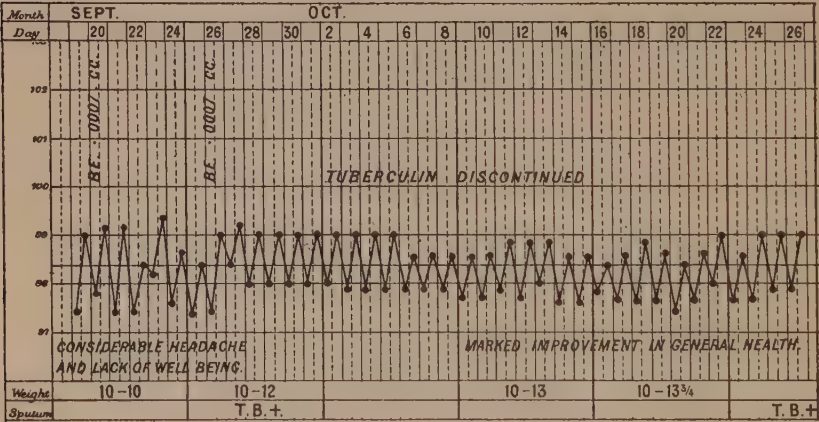 Month SEPT. OCT.
Day 20 22 24 26 28 30 2 4 6 8 10 12 14 16 18 20 22 24 26
102
101
100
99
98
97
B.E. .0007 CC.
B.E. .0007 CC.
TUBERCULIN DISCONTINUED
CONSIDERABLE HEADACHE
AND LACK OF WELL BEING.
MARKED IMPROVEMENT IN GENERAL HEALTH.
Weight 10-10 10-12 10-13 10-13¾
Sputum T.B.+. T.B.+